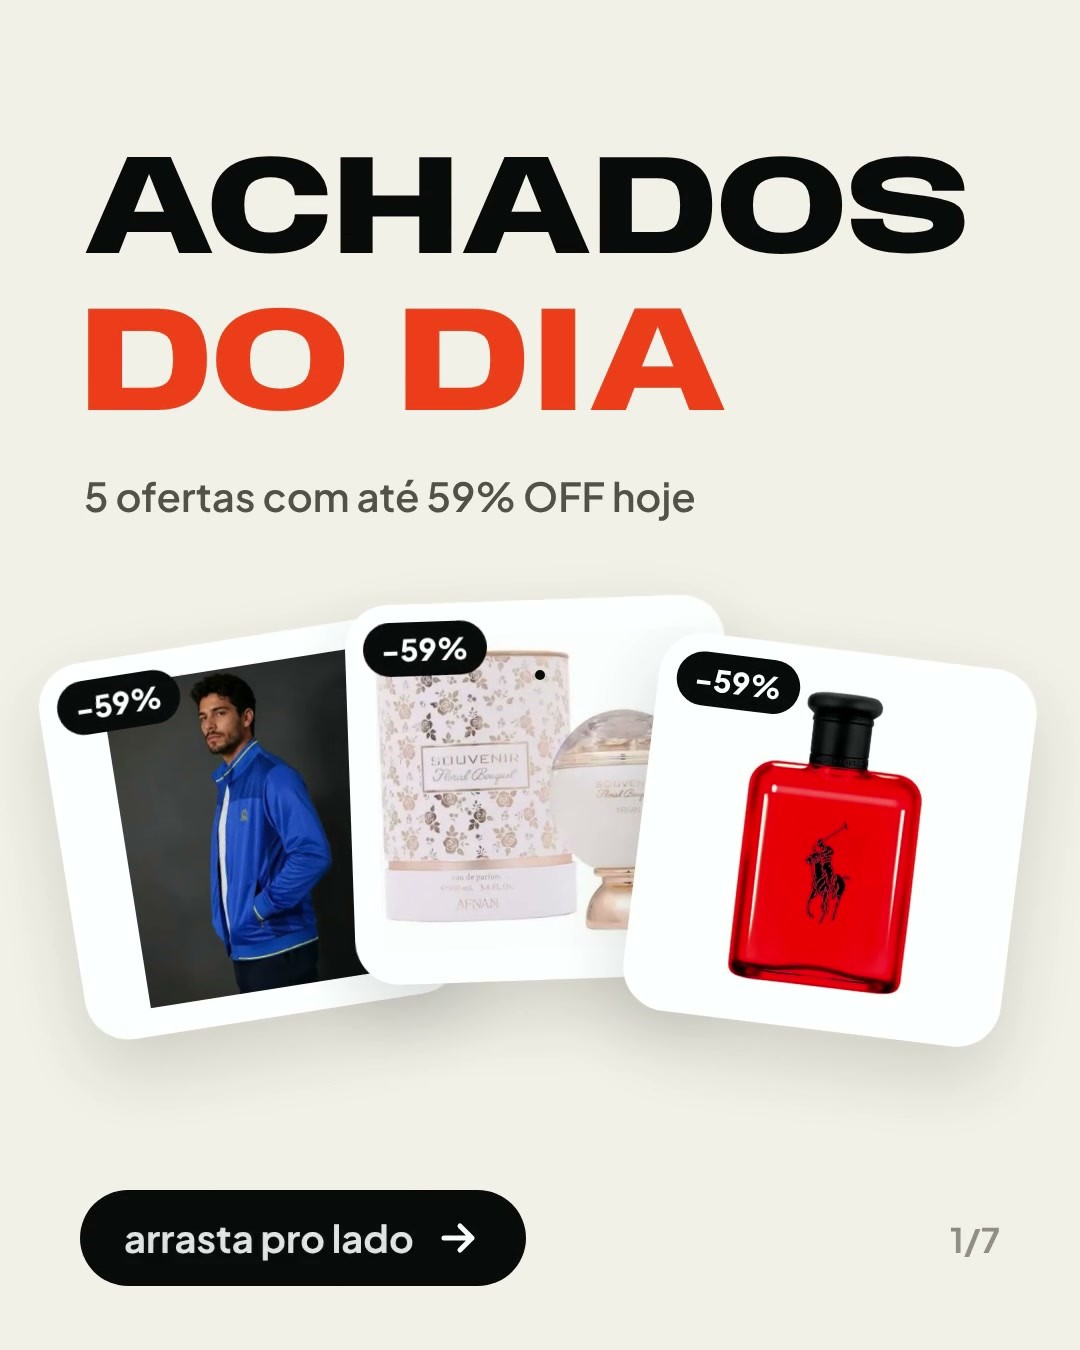 ACHADOS
DO DIA
5 ofertas com até 59% OFF hoje
-59%
-59%
-59%
SOUVENIR
Floral Bouquet
eau de parfum
AFNAN
SOUVENIR
arrasta pro lado →
1/7